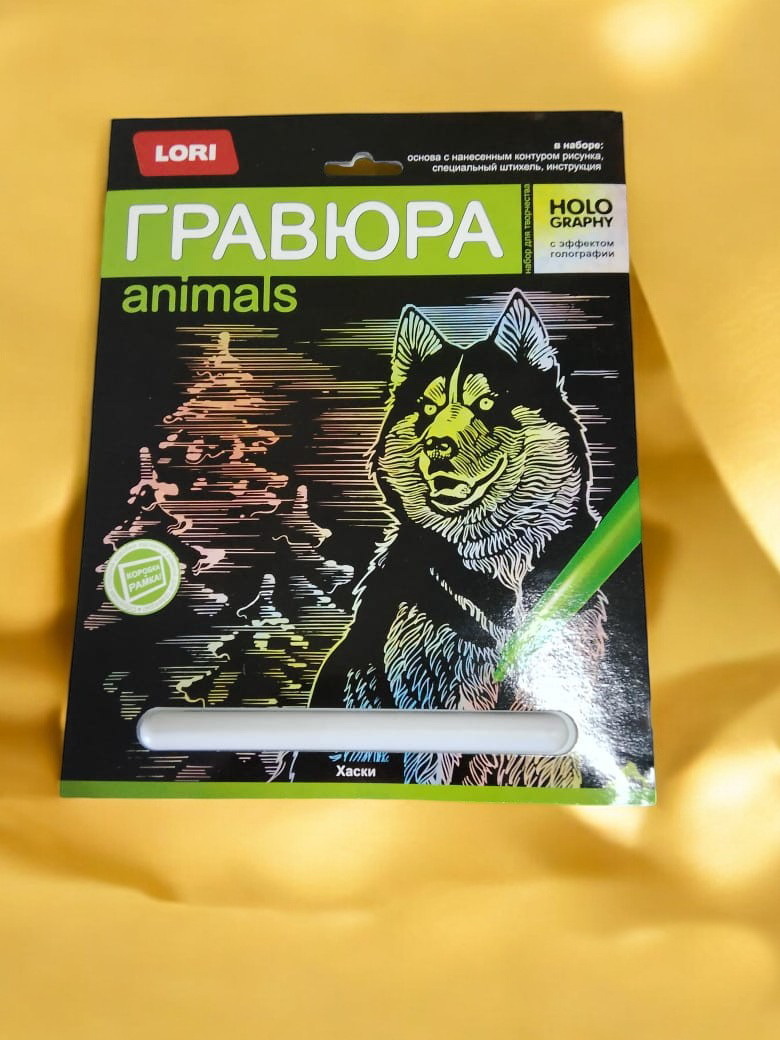 LORI
в наборе:
основа с нанесенным контуром рисунка,
специальный штихель, инструкция
ГРАВЮРА
набор для творчества
HOLO
GRAPHY
с эффектом
голографии
animals
КОРОБКА
РАМКА!
Хаски